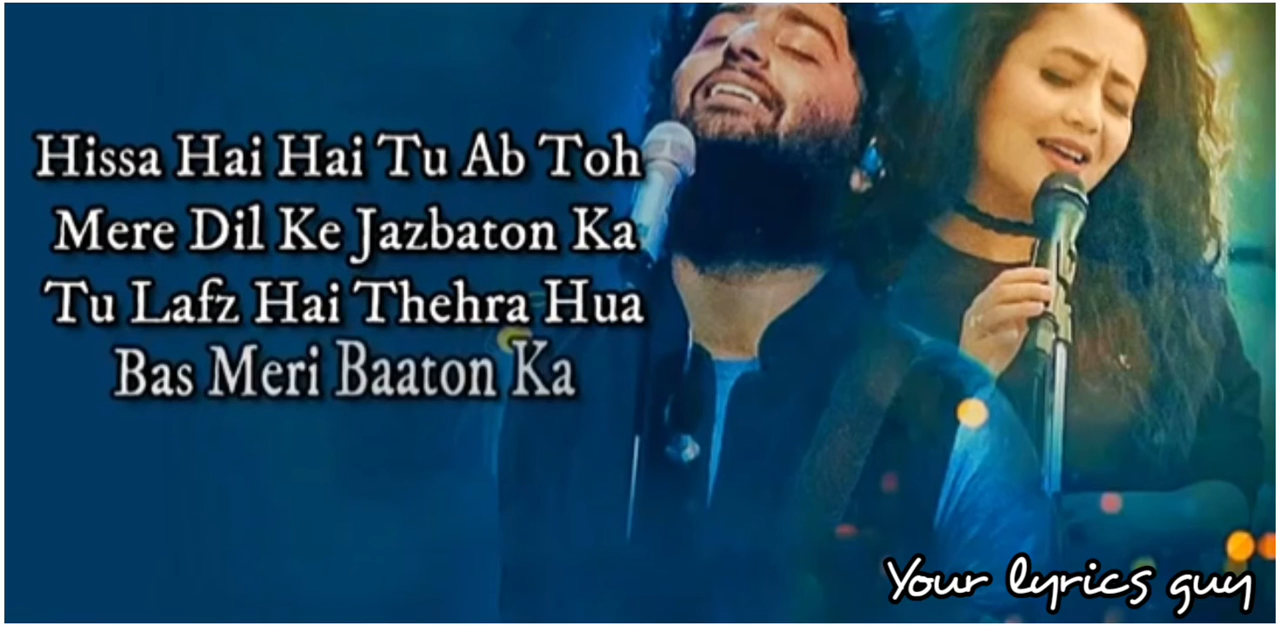 Hissa Hai Hai Tu Ab Toh
Mere Dil Ke Jazbaton Ka
Tu Lafz Hai Thehra Hua
Bas Meri Baaton Ka
Your lyrics guy